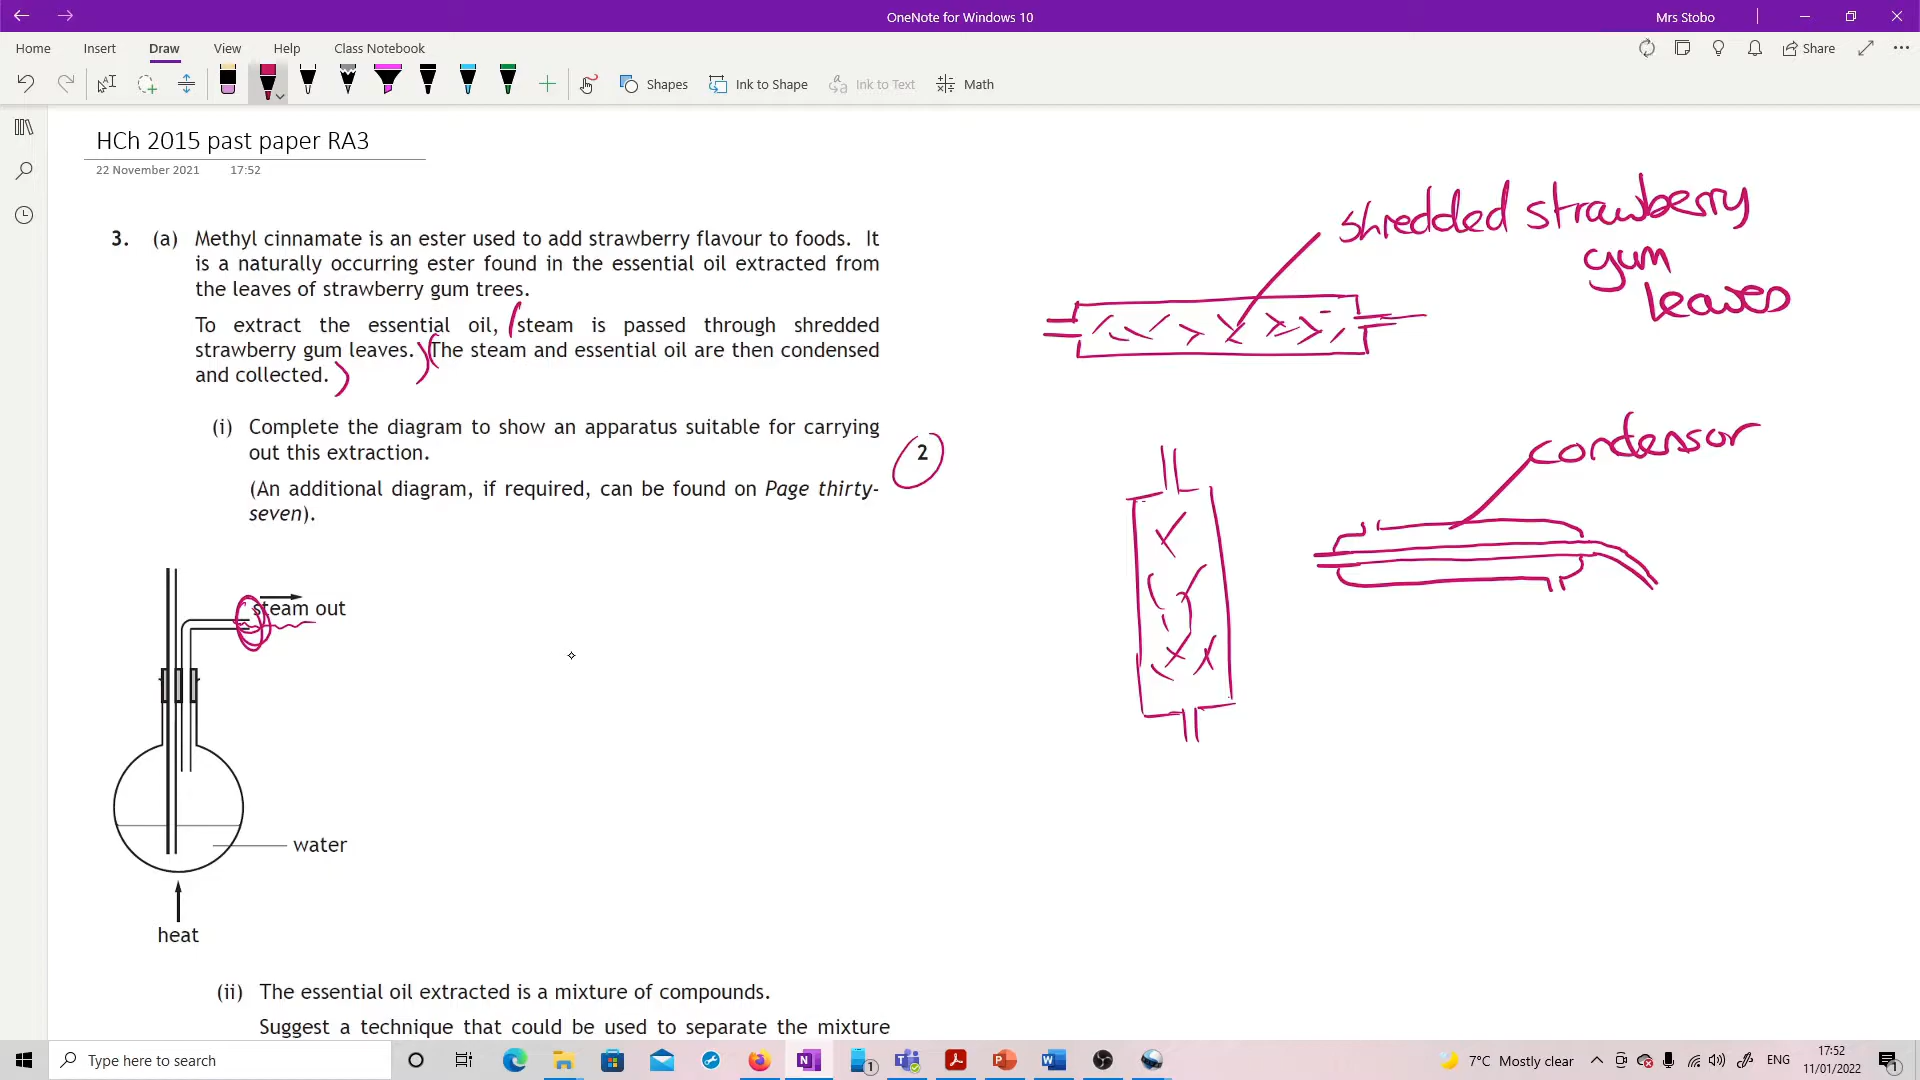 OneNote for Windows 10
Mrs Stobo
Home Insert Draw View Help Class Notebook
Share
Shapes Ink to Shape Ink to Text Math
HCh 2015 past paper RA3
22 November 2021 17:52
3. (a) Methyl cinnamate is an ester used to add strawberry flavour to foods. It
is a naturally occurring ester found in the essential oil extracted from
the leaves of strawberry gum trees.
To extract the essential oil, steam is passed through shredded
strawberry gum leaves. The steam and essential oil are then condensed
and collected.
(i) Complete the diagram to show an apparatus suitable for carrying
out this extraction.
2
(An additional diagram, if required, can be found on Page thirty-
seven).
steam out
water
heat
shredded strawberry
gum
leaves
condensor
(ii) The essential oil extracted is a mixture of compounds.
Suggest a technique that could be used to separate the mixture
Type here to search
7°C Mostly clear
ENG
17:52
11/01/2022